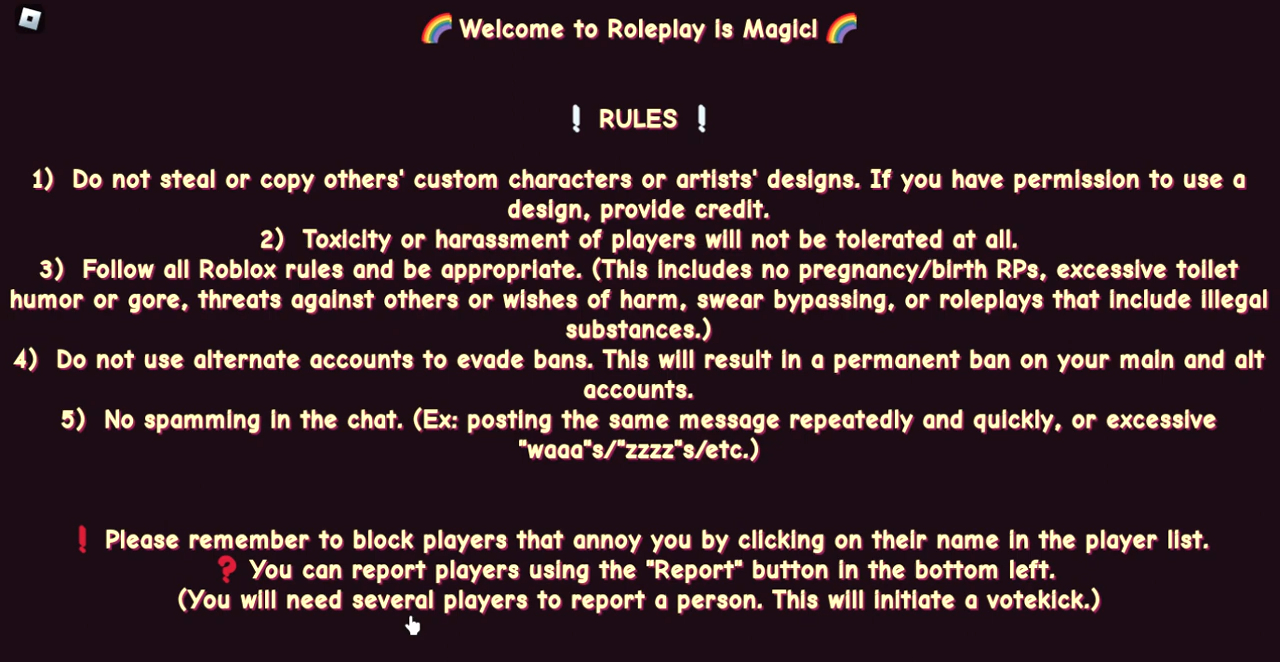 🌈 Welcome to Roleplay is Magic! 🌈
❕ RULES ❕
1) Do not steal or copy others' custom characters or artists' designs. If you have permission to use a
design, provide credit.
2) Toxicity or harassment of players will not be tolerated at all.
3) Follow all Roblox rules and be appropriate. (This includes no pregnancy/birth RPs, excessive toilet
humor or gore, threats against others or wishes of harm, swear bypassing, or roleplays that include illegal
substances.)
4) Do not use alternate accounts to evade bans. This will result in a permanent ban on your main and alt
accounts.
5) No spamming in the chat. (Ex: posting the same message repeatedly and quickly, or excessive
"waaa"s/"zzzz"s/etc.)
❗ Please remember to block players that annoy you by clicking on their name in the player list.
❓ You can report players using the "Report" button in the bottom left.
(You will need several players to report a person. This will initiate a votekick.)